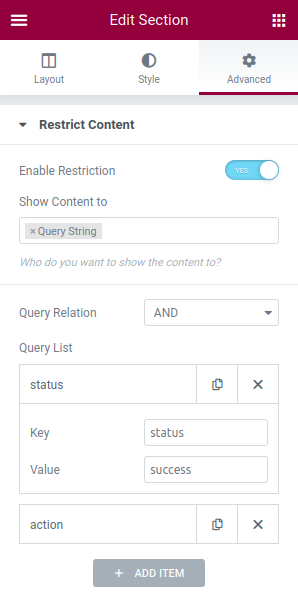 Edit Section
Layout Style Advanced
Restrict Content
Enable Restriction YES
Show Content to
× Query String
Who do you want to show the content to?
Query Relation AND
Query List
status
Key status
Value success
action
+ ADD ITEM